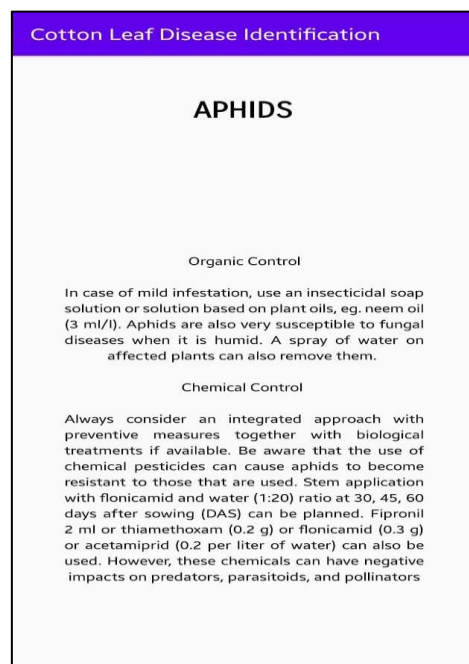 Cotton Leaf Disease Identification
APHIDS
Organic Control
In case of mild infestation, use an insecticidal soap
solution or solution based on plant oils, eg. neem oil
(3 ml/l). Aphids are also very susceptible to fungal
diseases when it is humid. A spray of water on
affected plants can also remove them.
Chemical Control
Always consider an integrated approach with
preventive measures together with biological
treatments if available. Be aware that the use of
chemical pesticides can cause aphids to become
resistant to those that are used. Stem application
with flonicamid and water (1:20) ratio at 30, 45, 60
days after sowing (DAS) can be planned. Fipronil
2 ml or thiamethoxam (0.2 g) or flonicamid (0.3 g)
or acetamiprid (0.2 per liter of water) can also be
used. However, these chemicals can have negative
impacts on predators, parasitoids, and pollinators